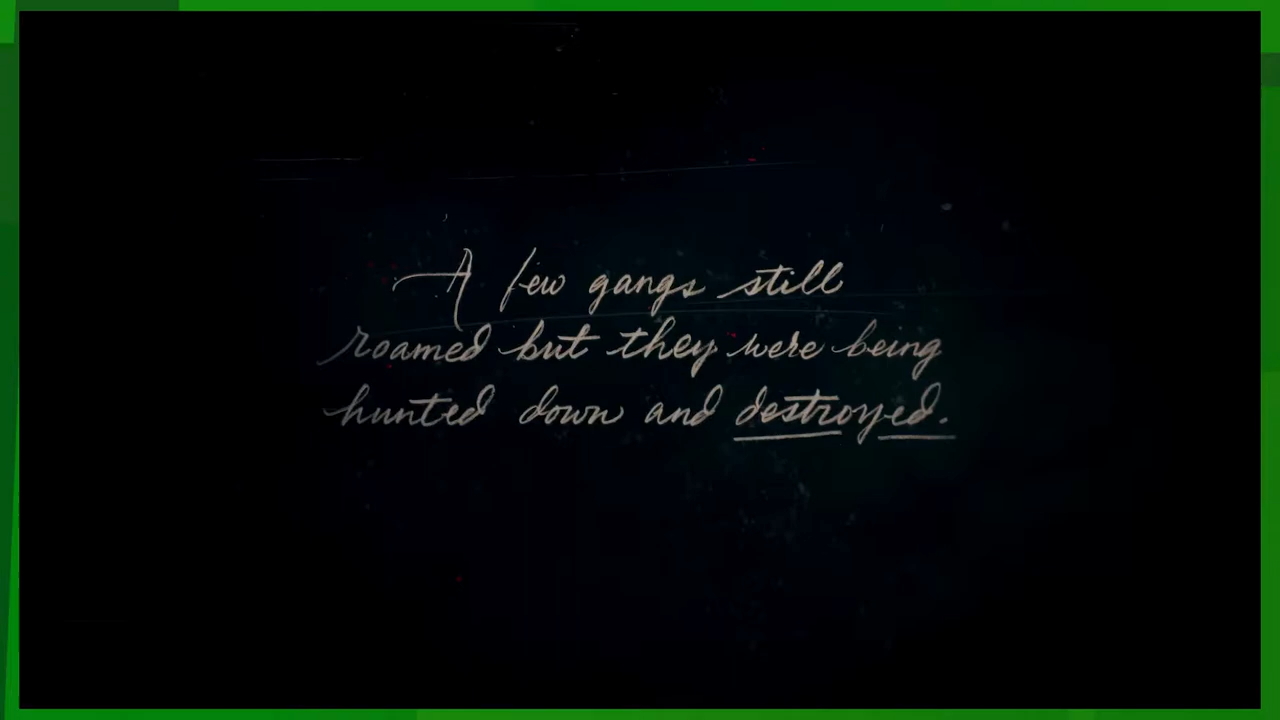 A few gangs still
roamed but they were being
hunted down and destroyed.